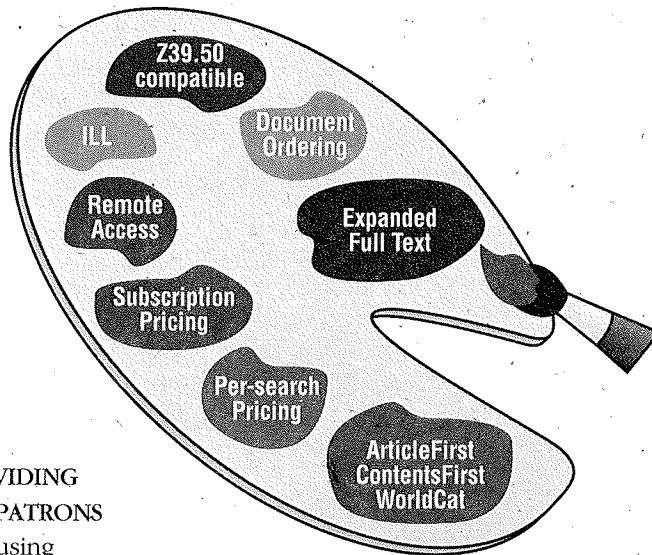 Z39.50
compatible
ILL
Document
Ordering
Remote
Access
Expanded
Full Text
Subscription
Pricing
Per-search
Pricing
ArticleFirst
ContentsFirst
WorldCat
VIDING
PATRONS
using